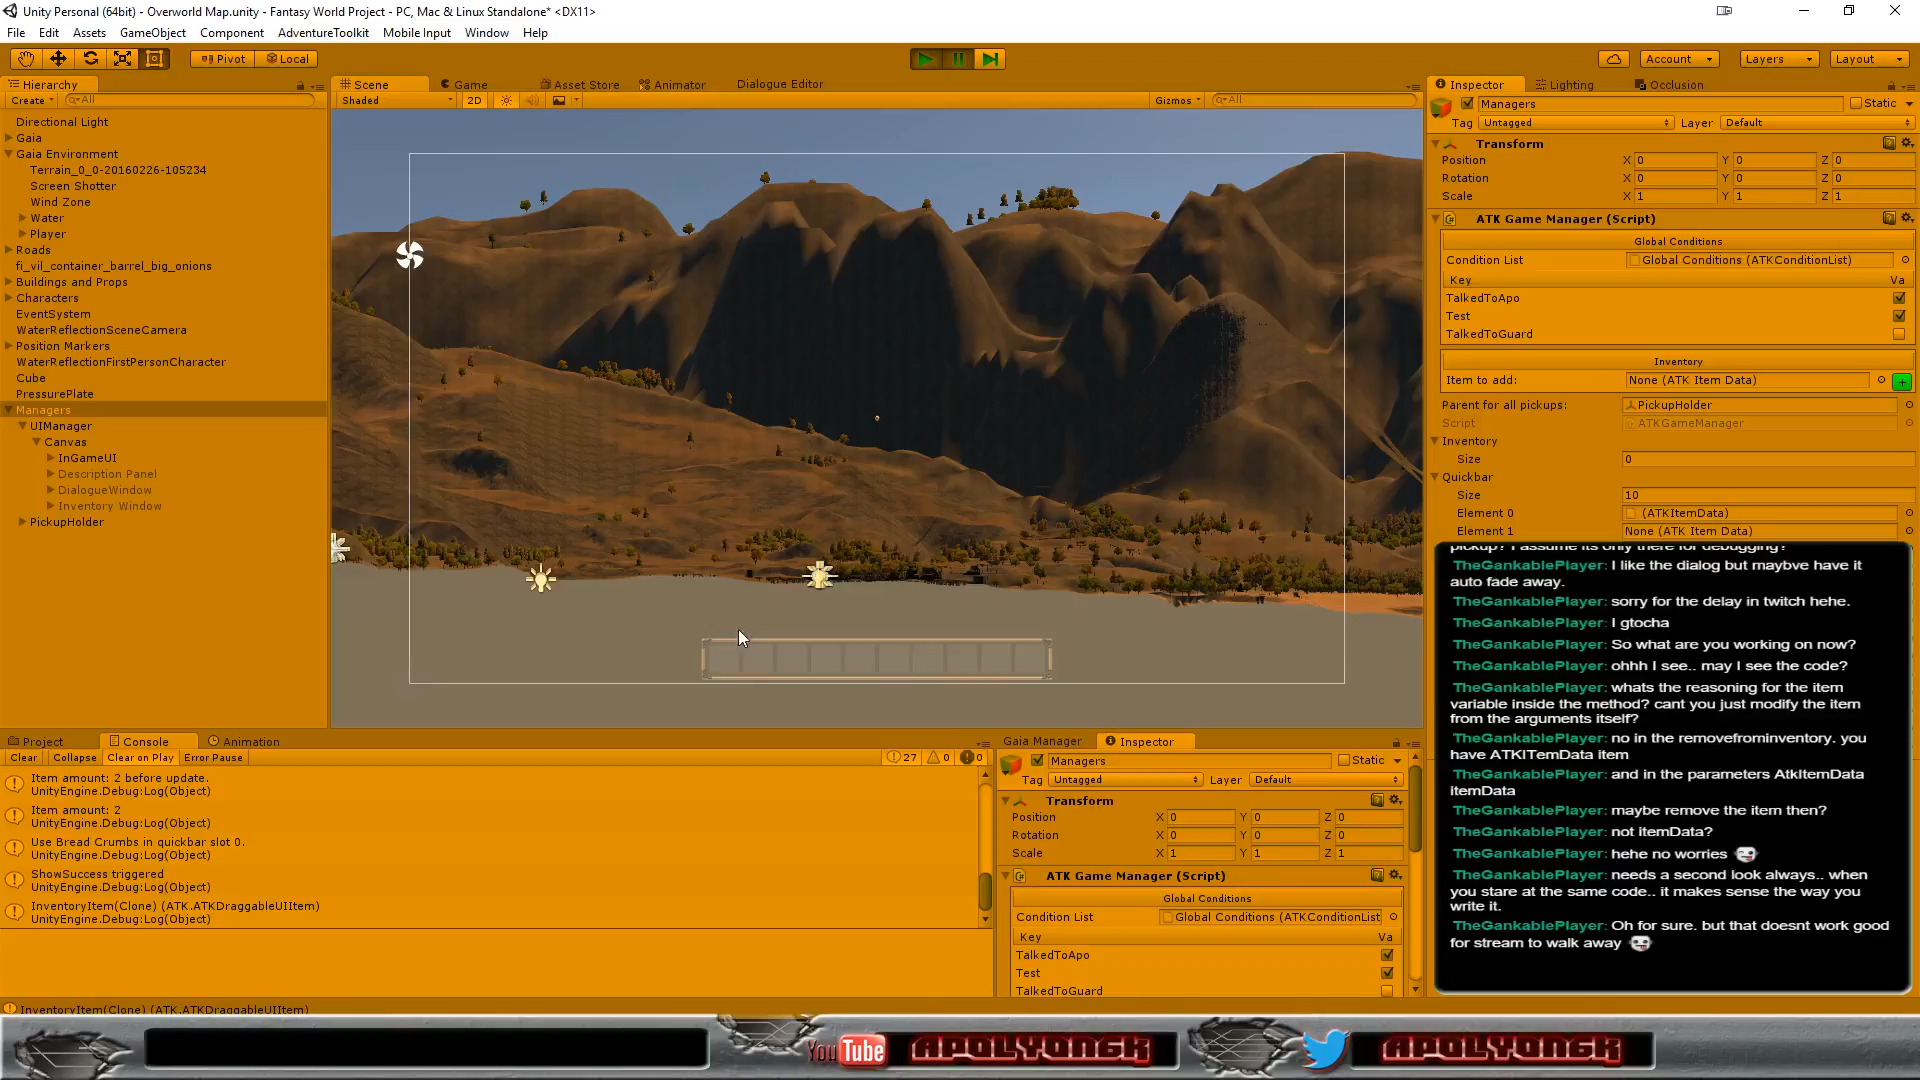 Unity Personal (64bit) - Overworld Map.unity - Fantasy World Project - PC, Mac & Linux Standalone* <DX11>
File Edit Assets GameObject Component AdventureToolkit Mobile Input Window Help
Pivot Local Account Layers Layout
Hierarchy
Create All
Directional Light
Gaia
Gaia Environment
Terrain_0_0-20160226-105234
Screen Shotter
Wind Zone
Water
Player
Roads
fi_vil_container_barrel_big_onions
Buildings and Props
Characters
EventSystem
WaterReflectionSceneCamera
Position Markers
WaterReflectionFirstPersonCharacter
Cube
PressurePlate
Managers
UIManager
Canvas
InGameUI
Description Panel
DialogueWindow
Inventory Window
PickupHolder
Scene Game Asset Store Animator Dialogue Editor
Shaded 2D Gizmos All
Inspector Lighting Occlusion
Managers Static
Tag Untagged Layer Default
Transform
Position X 0 Y 0 Z 0
Rotation X 0 Y 0 Z 0
Scale X 1 Y 1 Z 1
ATK Game Manager (Script)
Global Conditions
Condition List Global Conditions (ATKConditionList)
Key Va
TalkedToApo
Test
TalkedToGuard
Inventory
Item to add: None (ATK Item Data)
Parent for all pickups: PickupHolder
Script ATKGameManager
Inventory
Size 0
Quickbar
Size 10
Element 0 (ATKItemData)
Element 1 None (ATK Item Data)
pickup? I assume its only there for debugging?
TheGankablePlayer: I like the dialog but maybve have it
auto fade away.
TheGankablePlayer: sorry for the delay in twitch hehe.
TheGankablePlayer: I gtocha
TheGankablePlayer: So what are you working on now?
TheGankablePlayer: ohhh I see.. may I see the code?
TheGankablePlayer: whats the reasoning for the item
variable inside the method? cant you just modify the item
from the arguments itself?
TheGankablePlayer: no in the removefrominventory. you
have ATKITemData item
TheGankablePlayer: and in the parameters AtkItemData
itemData
TheGankablePlayer: maybe remove the item then?
TheGankablePlayer: not itemData?
TheGankablePlayer: hehe no worries
TheGankablePlayer: needs a second look always.. when
you stare at the same code.. it makes sense the way you
write it.
TheGankablePlayer: Oh for sure. but that doesnt work good
for stream to walk away
Project Console Animation
Clear Collapse Clear on Play Error Pause 27 0 0
Item amount: 2 before update.
UnityEngine.Debug:Log(Object)
Item amount: 2
UnityEngine.Debug:Log(Object)
Use Bread Crumbs in quickbar slot 0.
UnityEngine.Debug:Log(Object)
ShowSuccess triggered
UnityEngine.Debug:Log(Object)
InventoryItem(Clone) (ATK.ATKDraggableUIItem)
UnityEngine.Debug:Log(Object)
InventoryItem(Clone) (ATK.ATKDraggableUIItem)
Gaia Manager Inspector
Managers Static
Tag Untagged Layer Default
Transform
Position X 0 Y 0 Z 0
Rotation X 0 Y 0 Z 0
Scale X 1 Y 1 Z 1
ATK Game Manager (Script)
Global Conditions
Condition List Global Conditions (ATKConditionList
Key Va
TalkedToApo
Test
TalkedToGuard
YouTube APOLYONGK APOLYONGK